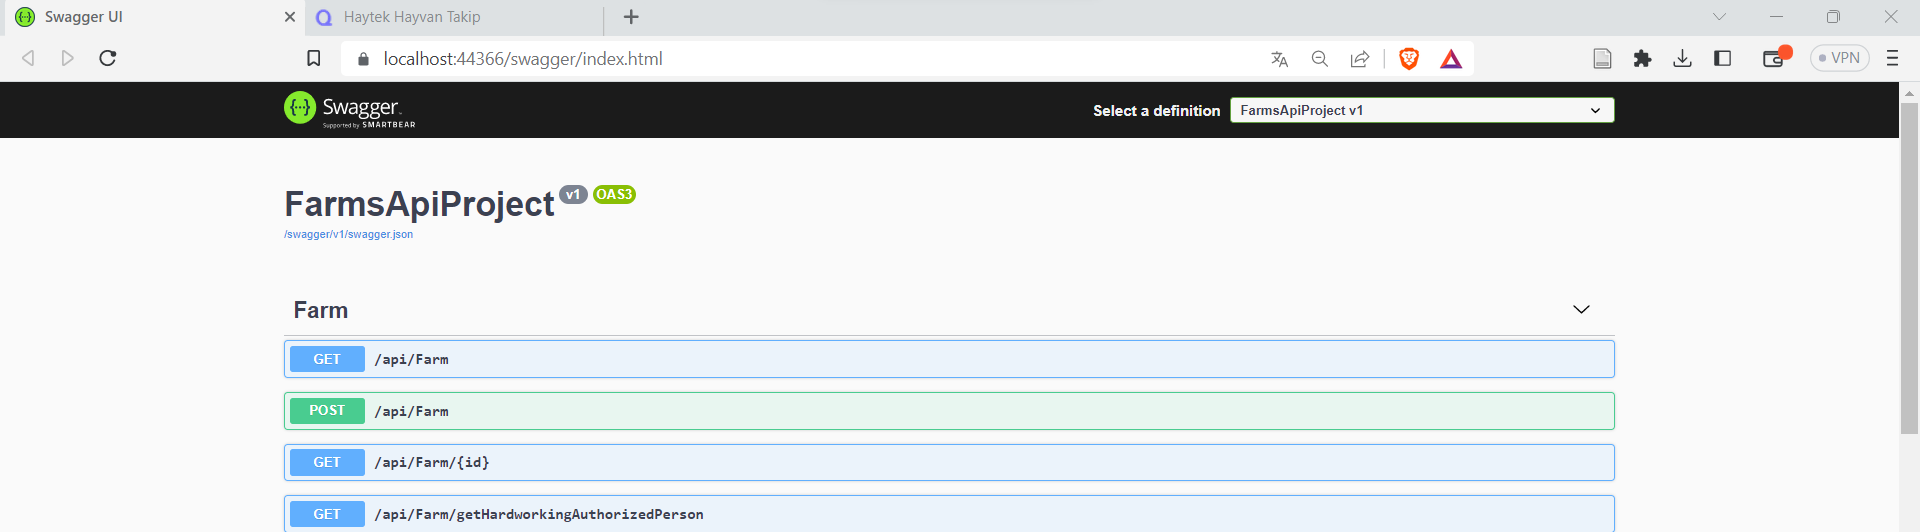 Swagger UI
Haytek Hayvan Takip
localhost:44366/swagger/index.html
VPN
Swagger
Supported by SMARTBEAR
Select a definition
FarmsApiProject v1
FarmsApiProject v1 OAS3
/swagger/v1/swagger.json
Farm
GET /api/Farm
POST /api/Farm
GET /api/Farm/{id}
GET /api/Farm/getHardworkingAuthorizedPerson